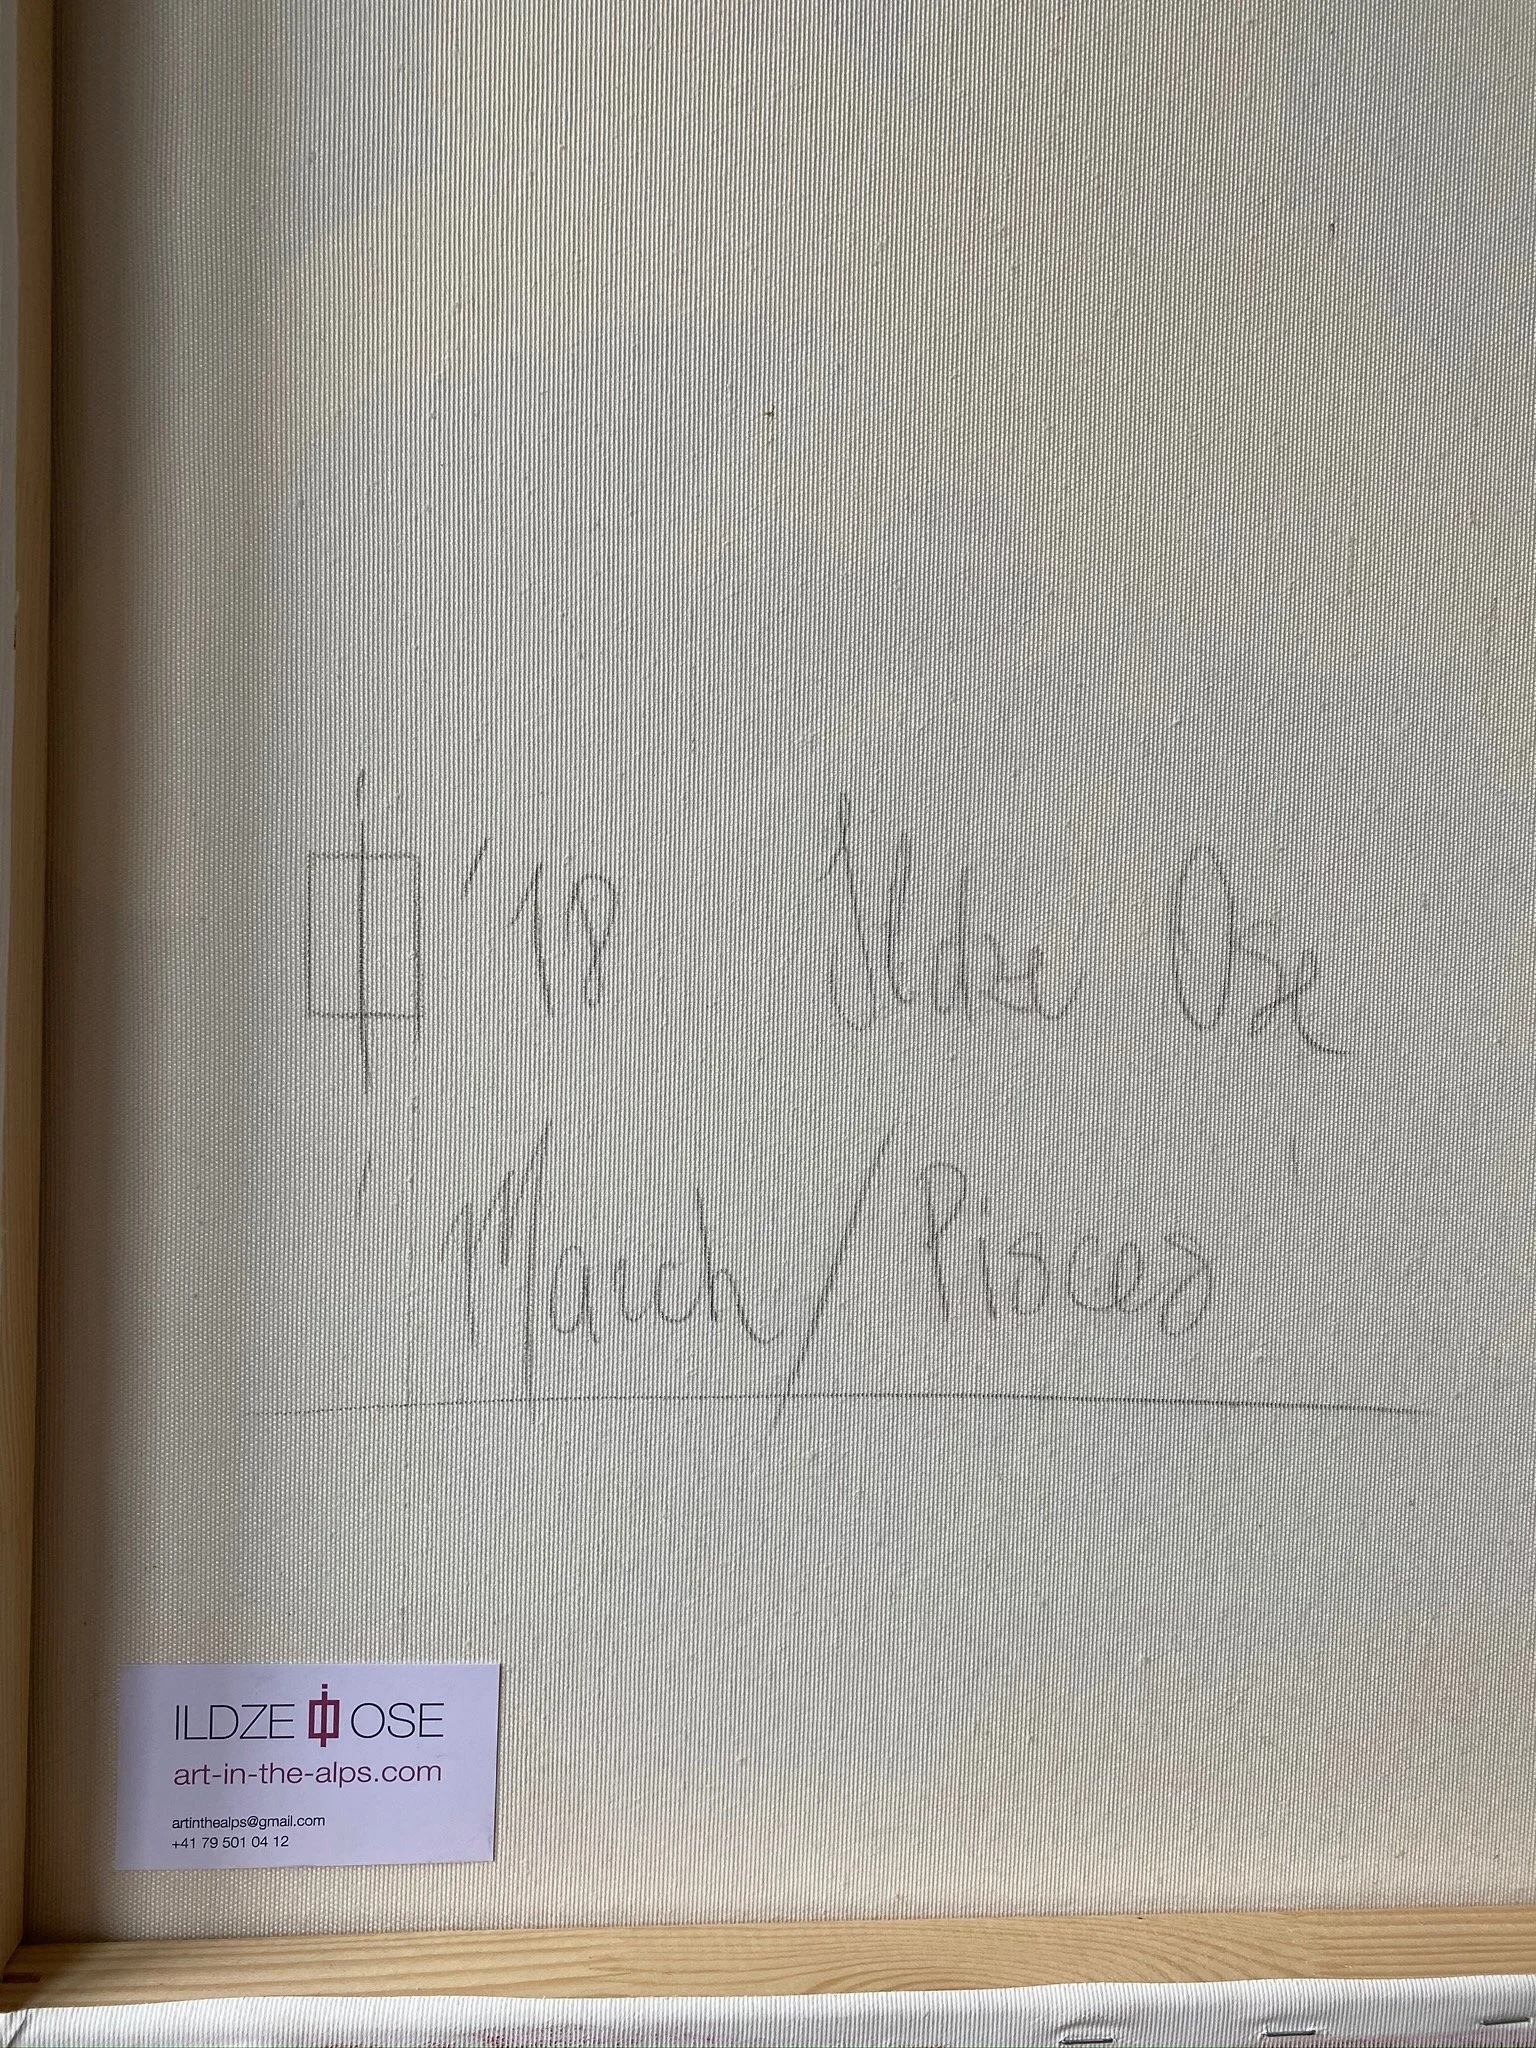 '18 Ildze Ose
' March / Pisces '
ILDZE OSE
art-in-the-alps.com
artinthealps@gmail.com
+41 79 501 04 12